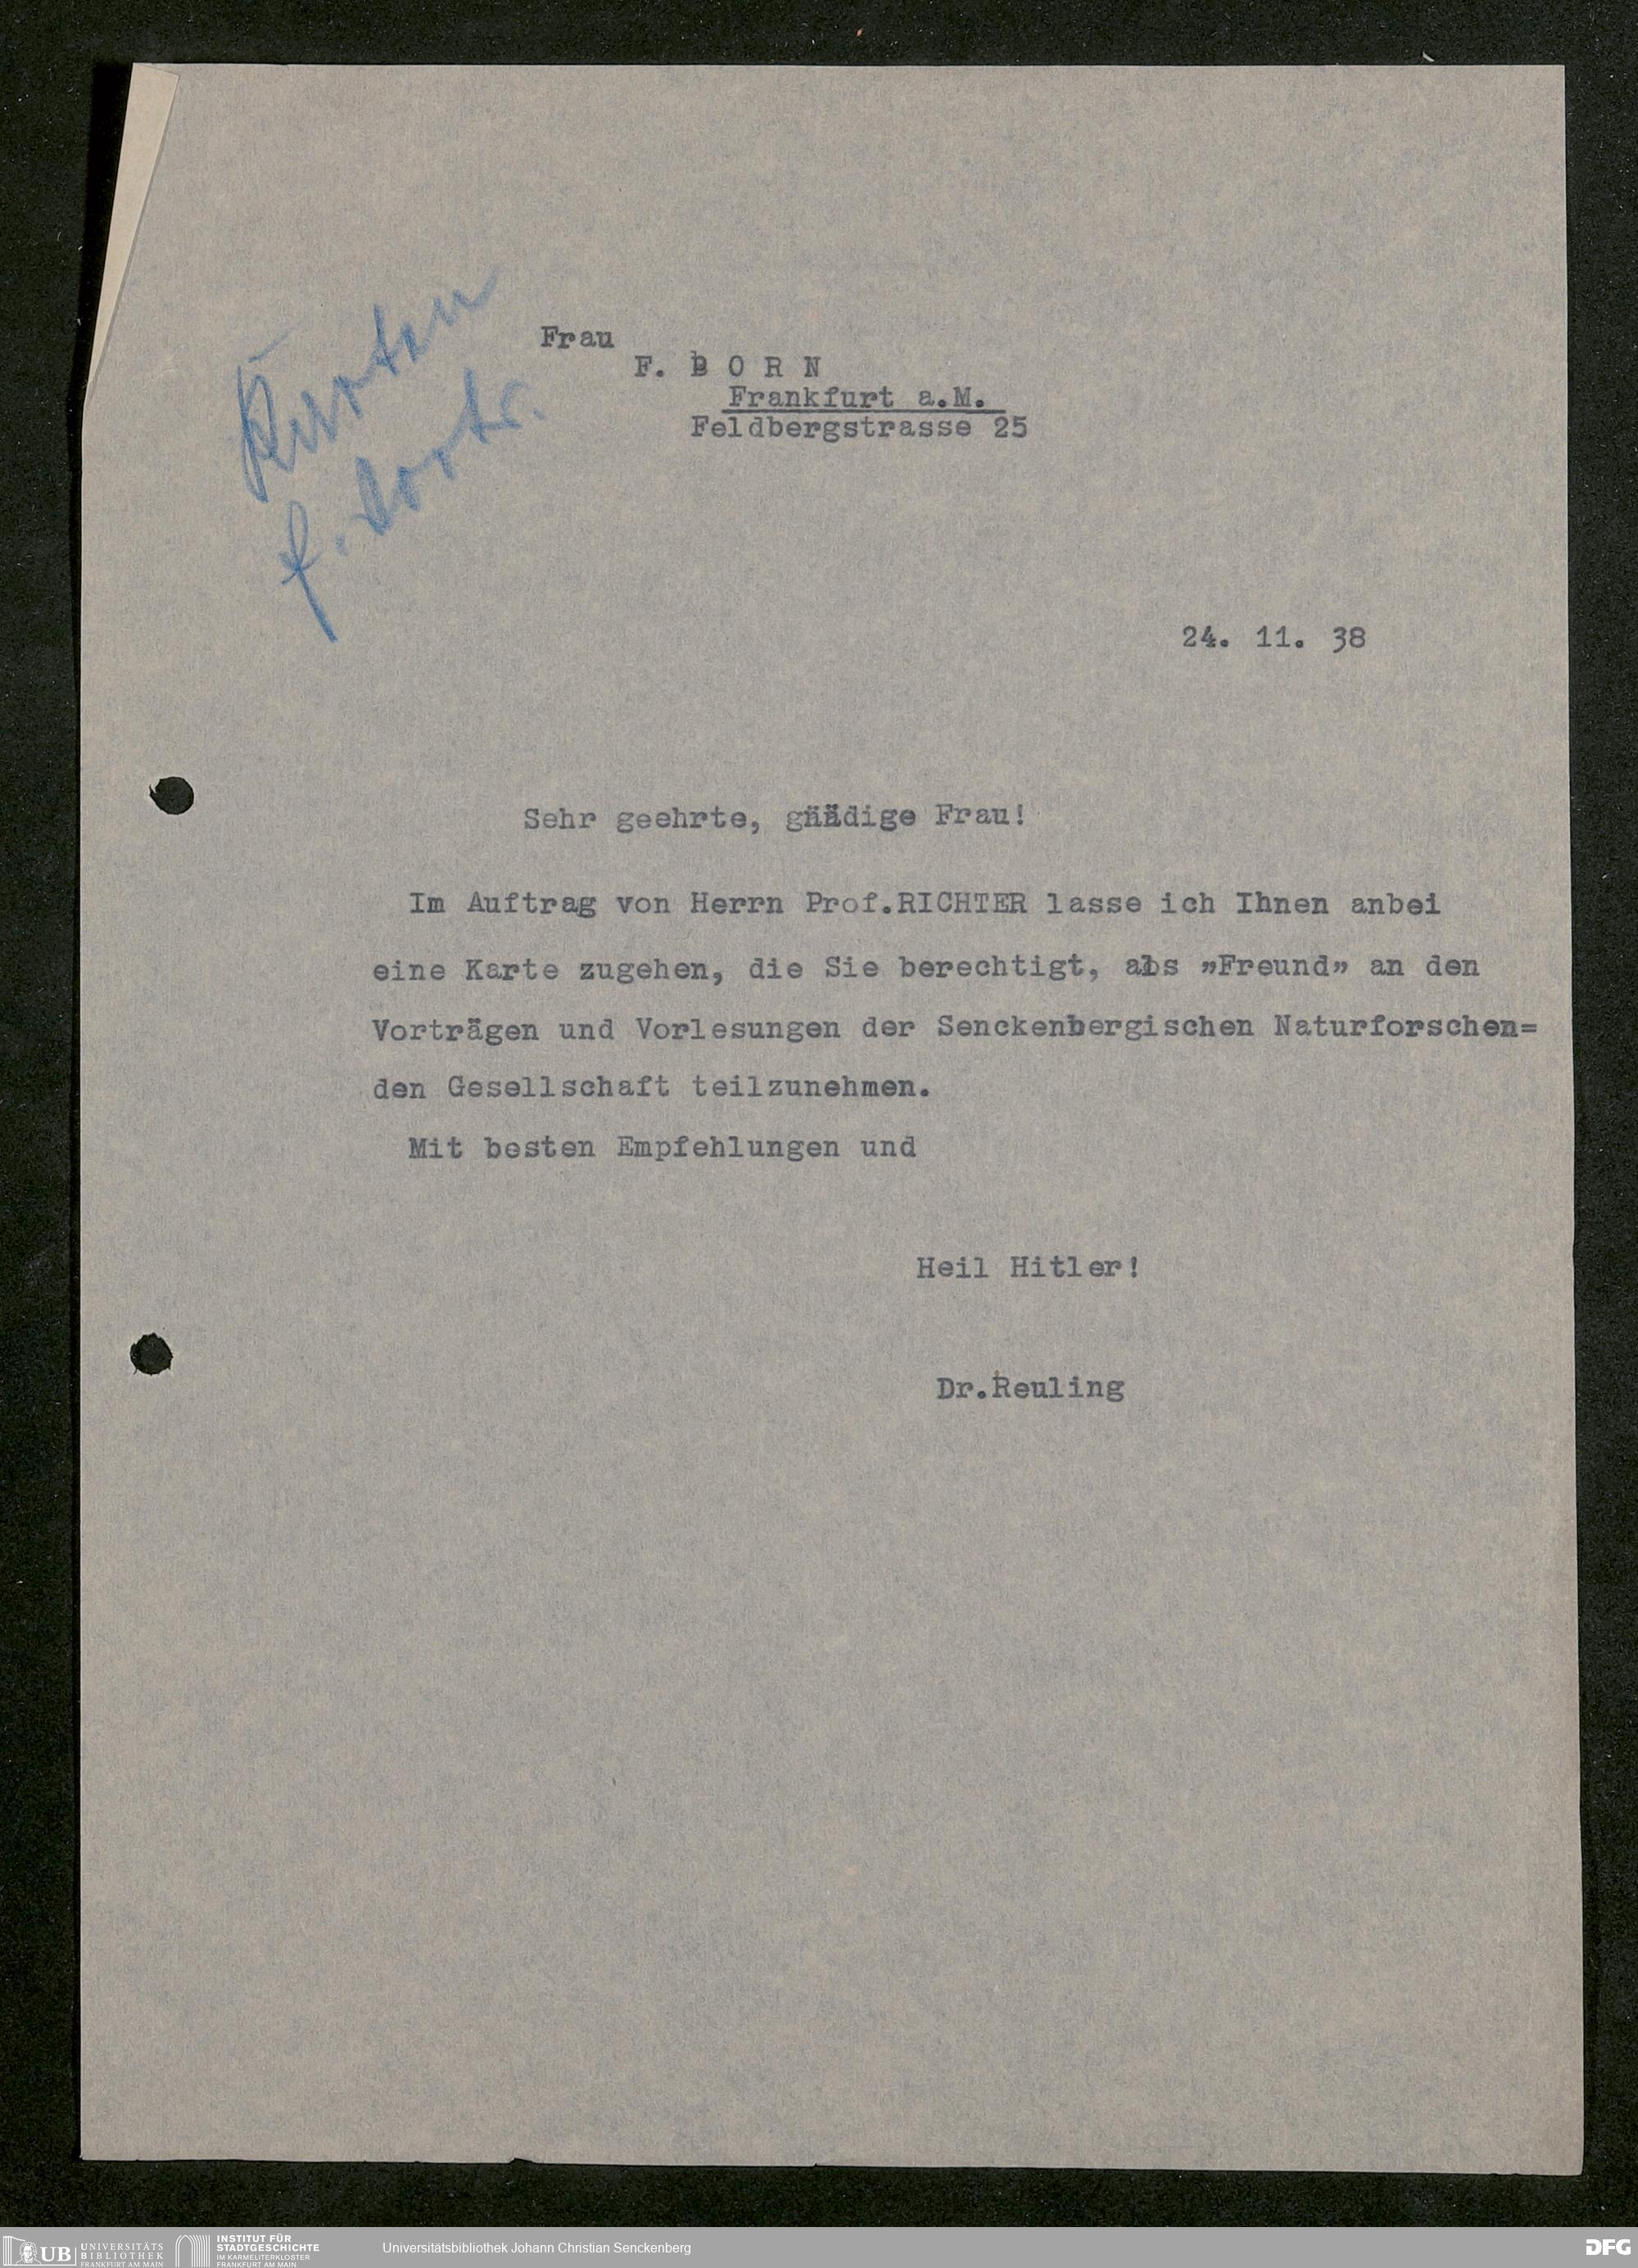 Karten
f. Vortr.
Frau
F. B O R N
Frankfurt a.M.
Feldbergstrasse 25
24. 11. 38
Sehr geehrte, gnädige Frau!
Im Auftrag von Herrn Prof.RICHTER lasse ich Ihnen anbei
eine Karte zugehen, die Sie berechtigt, als „Freund” an den
Vorträgen und Vorlesungen der Senckenbergischen Naturforschen=
den Gesellschaft teilzunehmen.
Mit besten Empfehlungen und
Heil Hitler!
Dr.Reuling
UB UNIVERSITÄTS
BIBLIOTHEK
FRANKFURT AM MAIN
INSTITUT FÜR
STADTGESCHICHTE
IM KARMELITERKLOSTER
FRANKFURT AM MAIN
Universitätsbibliothek Johann Christian Senckenberg
DFG